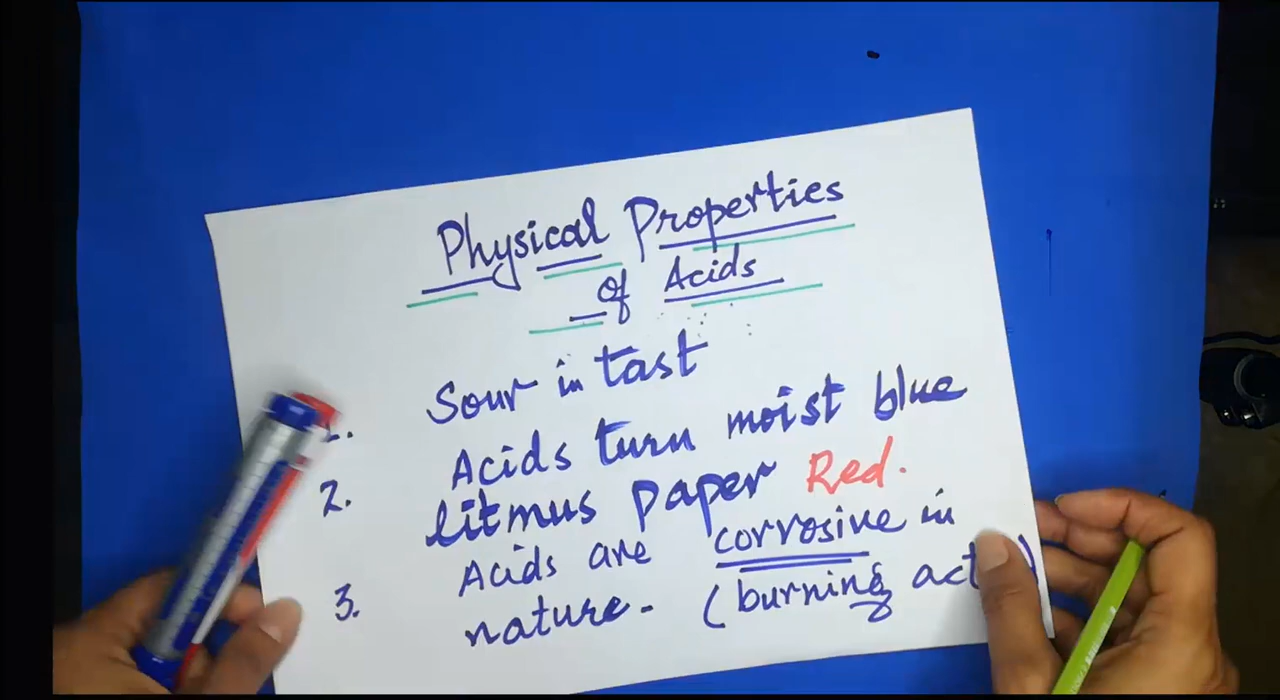 Physical Properties
of Acids
1. Sour in tast
2. Acids turn moist blue
litmus paper Red.
3. Acids are corrosive in
nature. (burning